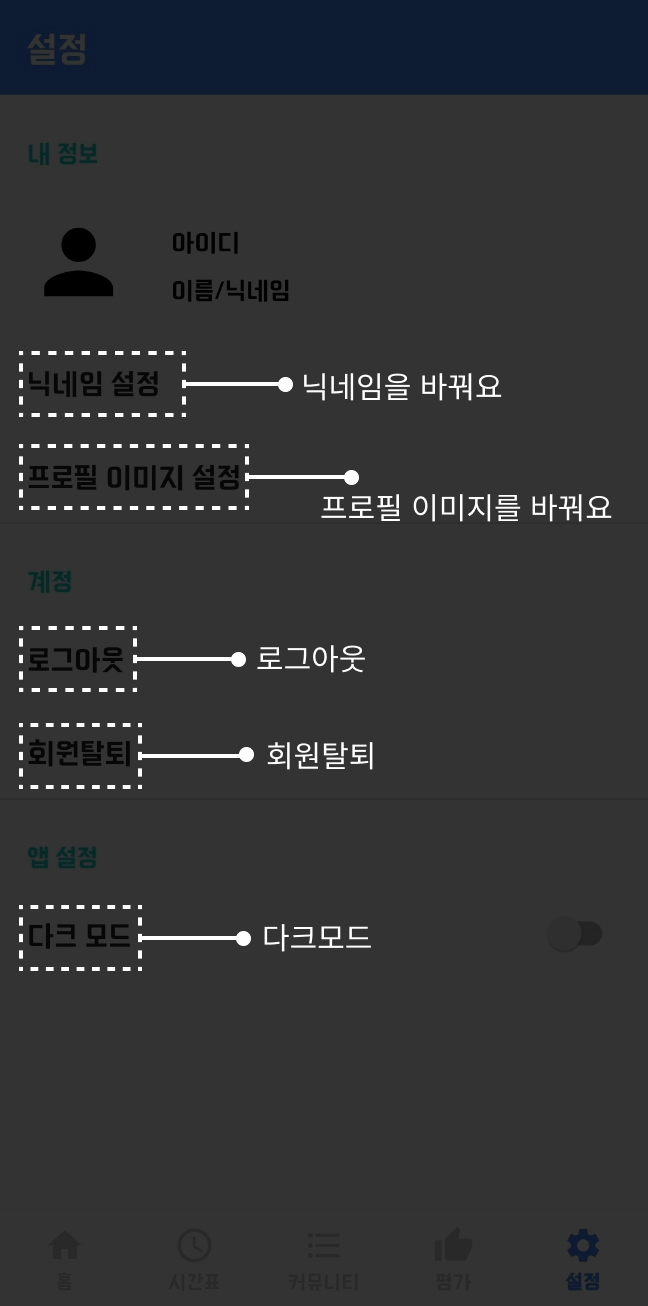 설정
내 정보
아이디
이름/닉네임
닉네임 설정
닉네임을 바꿔요
프로필 이미지 설정
프로필 이미지를 바꿔요
계정
로그아웃
로그아웃
회원탈퇴
회원탈퇴
앱 설정
다크 모드
다크모드
홈 시간표 커뮤니티 평가 설정